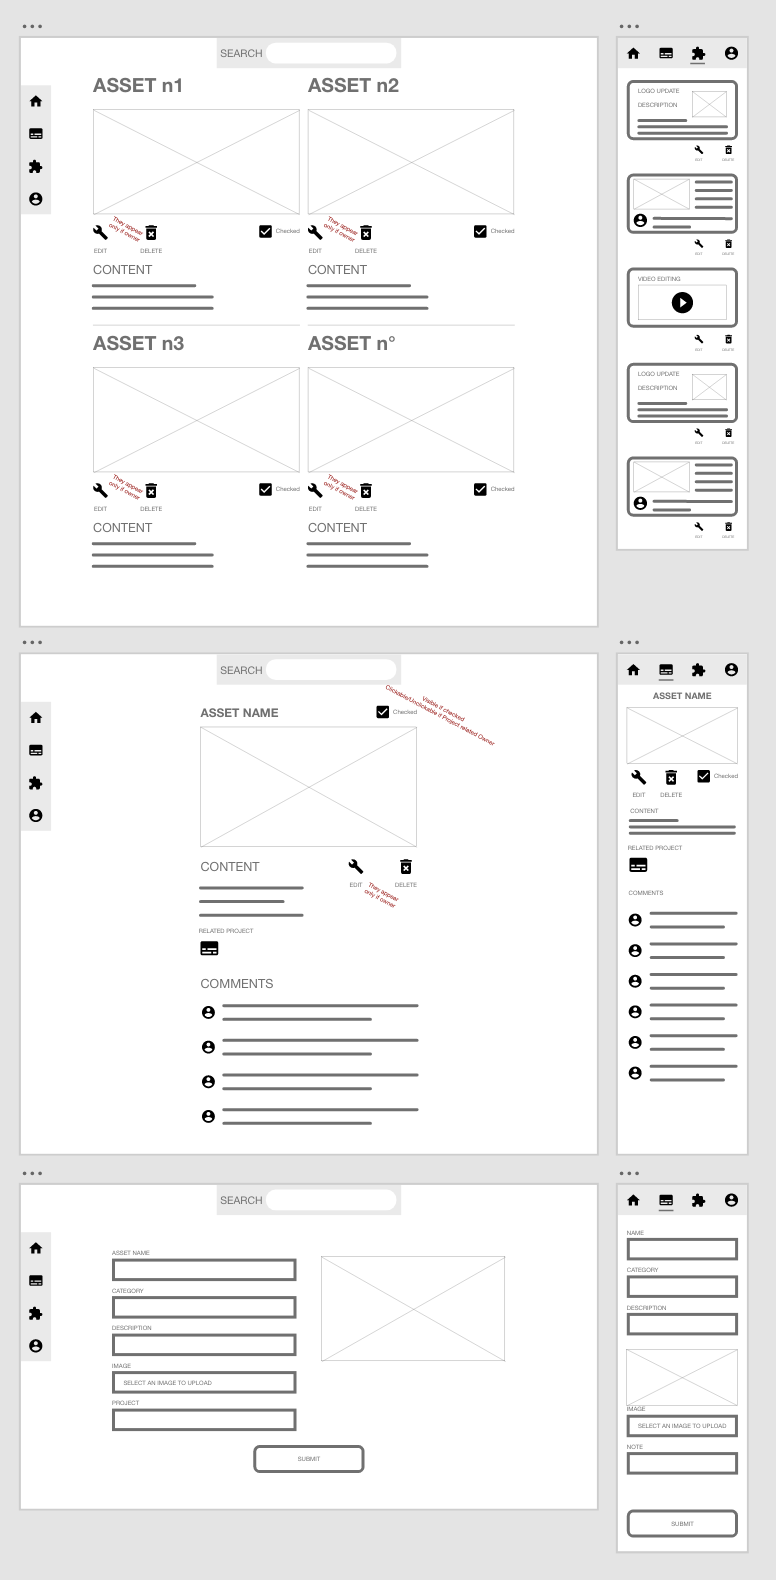 SEARCH
ASSET n1
ASSET n2
They appear
only if owner
Checked
They appear
only if owner
Checked
EDIT
DELETE
EDIT
DELETE
CONTENT
CONTENT
ASSET n3
ASSET n°
They appear
only if owner
Checked
They appear
only if owner
Checked
EDIT
DELETE
EDIT
DELETE
CONTENT
CONTENT
LOGO UPDATE
DESCRIPTION
EDIT
DELETE
EDIT
DELETE
VIDEO EDITING
EDIT
DELETE
LOGO UPDATE
DESCRIPTION
EDIT
DELETE
EDIT
DELETE
SEARCH
ASSET NAME
Checked
Visible if checked
Clickable/Unclickable if Project related Owner
CONTENT
EDIT
DELETE
They appear
only if owner
RELATED PROJECT
COMMENTS
ASSET NAME
Checked
EDIT
DELETE
CONTENT
RELATED PROJECT
COMMENTS
SEARCH
ASSET NAME
CATEGORY
DESCRIPTION
IMAGE
SELECT AN IMAGE TO UPLOAD
PROJECT
SUBMIT
NAME
CATEGORY
DESCRIPTION
IMAGE
SELECT AN IMAGE TO UPLOAD
NOTE
SUBMIT